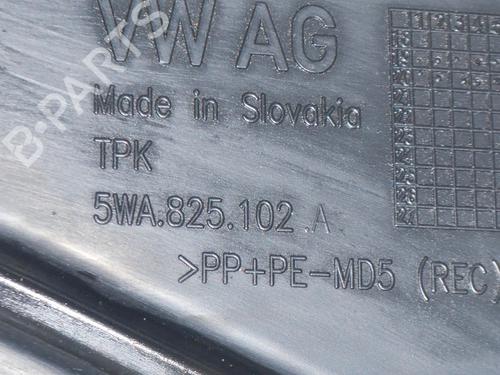 VW AG
Made in Slovakia
TPK
5WA.825.102.A
>PP+PE-MD5 (REC)
B-PARTS